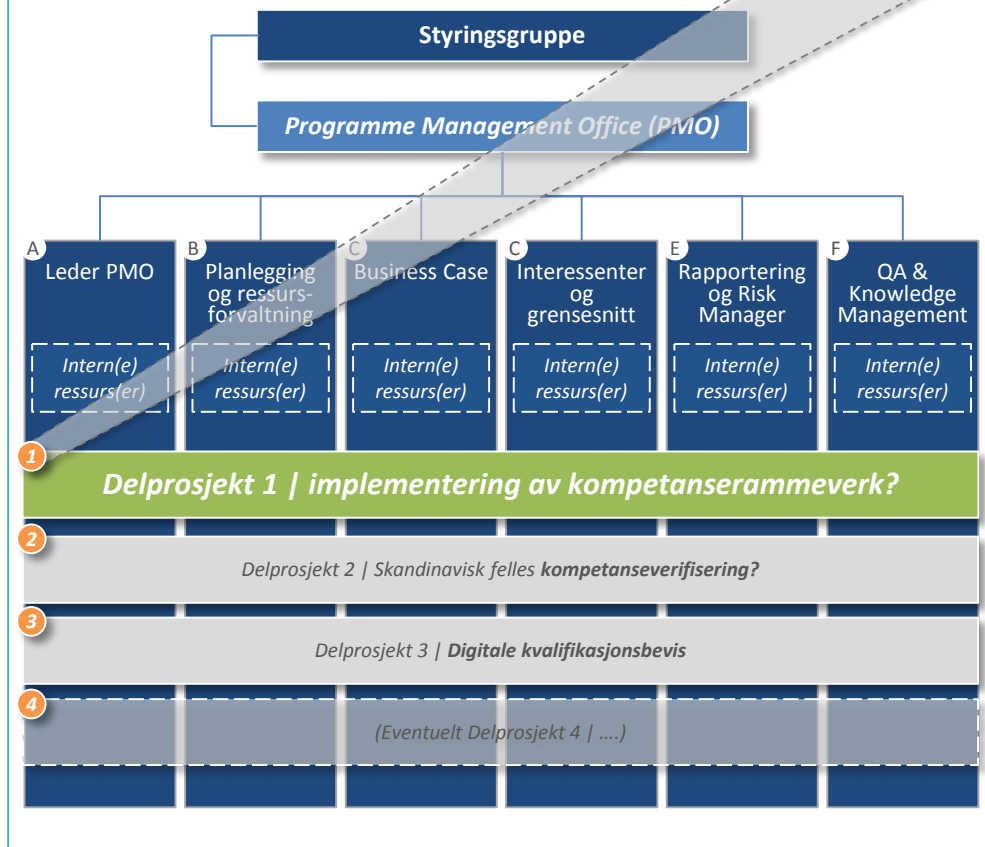 Styringsgruppe
Programme Management Office (PMO)
A
Leder PMO
Intern(e)
ressurs(er)
B
Planlegging
og ressurs-
forvaltning
Intern(e)
ressurs(er)
C
Business Case
Intern(e)
ressurs(er)
C
Interessenter
og
grensesnitt
Intern(e)
ressurs(er)
E
Rapportering
og Risk
Manager
Intern(e)
ressurs(er)
F
QA &
Knowledge
Management
Intern(e)
ressurs(er)
1
Delprosjekt 1 | implementering av kompetanserammeverk?
2
Delprosjekt 2 | Skandinavisk felles kompetanseverifisering?
3
Delprosjekt 3 | Digitale kvalifikasjonsbevis
4
(Eventuelt Delprosjekt 4 | ....)